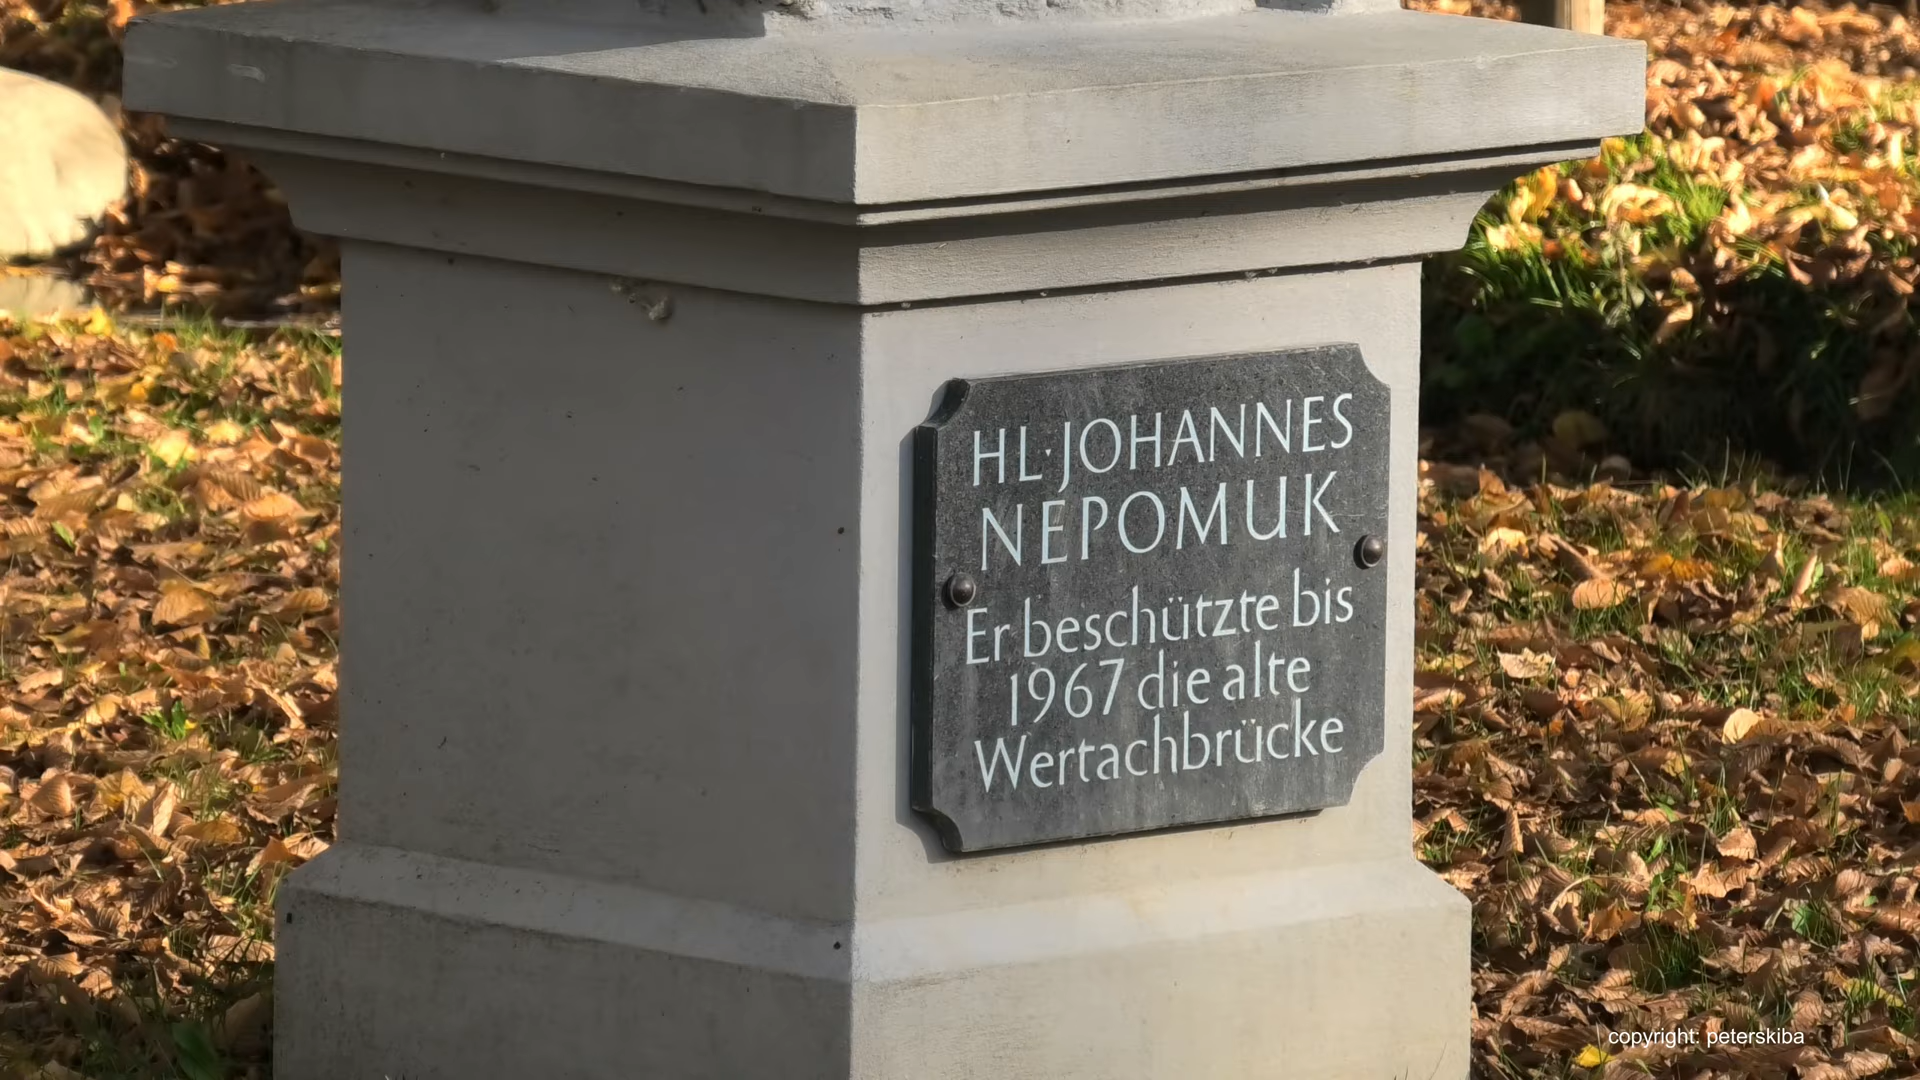 HL·JOHANNES
NEPOMUK
Er beschützte bis
1967 die alte
Wertachbrücke
copyright: peterskiba